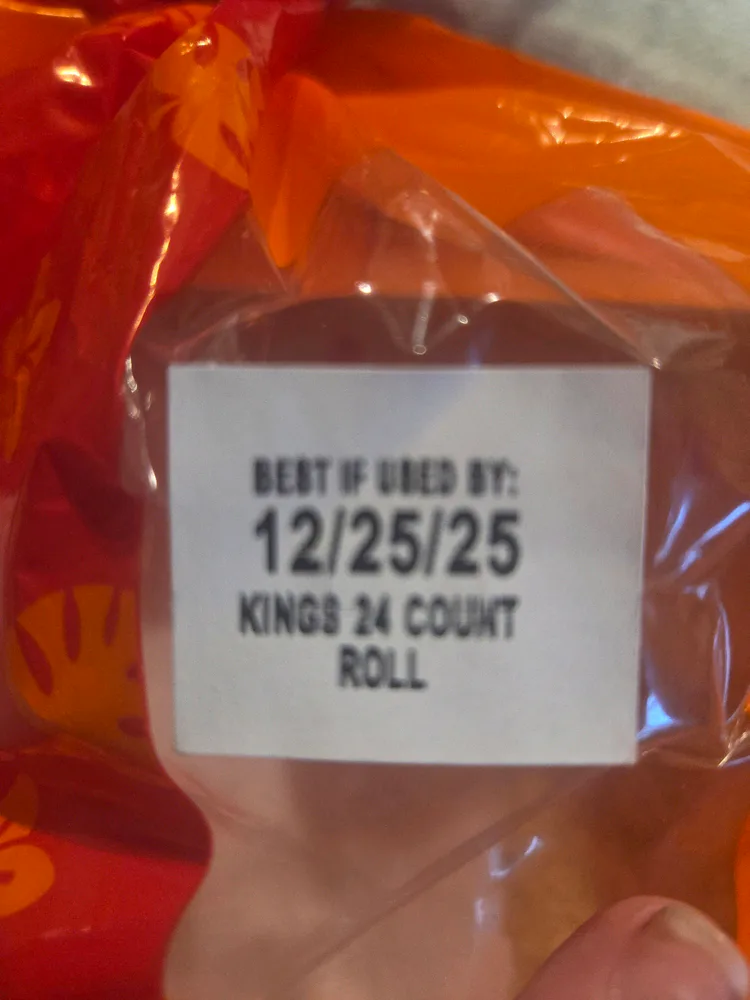 BEST IF USED BY:
12/25/25
KINGS 24 COUNT
ROLL